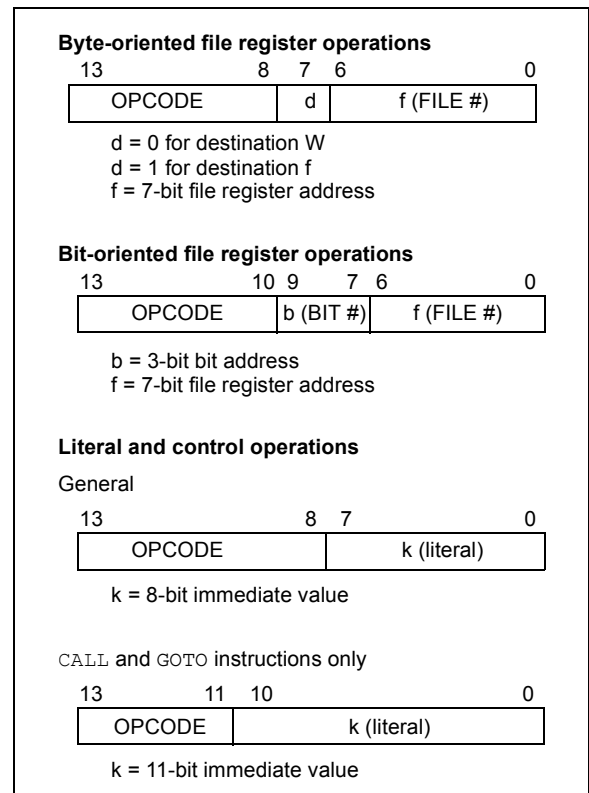 Byte-oriented file register operations
13 8 7 6 0
OPCODE d f (FILE #)
d = 0 for destination W
d = 1 for destination f
f = 7-bit file register address
Bit-oriented file register operations
13 10 9 7 6 0
OPCODE b (BIT #) f (FILE #)
b = 3-bit bit address
f = 7-bit file register address
Literal and control operations
General
13 8 7 0
OPCODE k (literal)
k = 8-bit immediate value
CALL and GOTO instructions only
13 11 10 0
OPCODE k (literal)
k = 11-bit immediate value